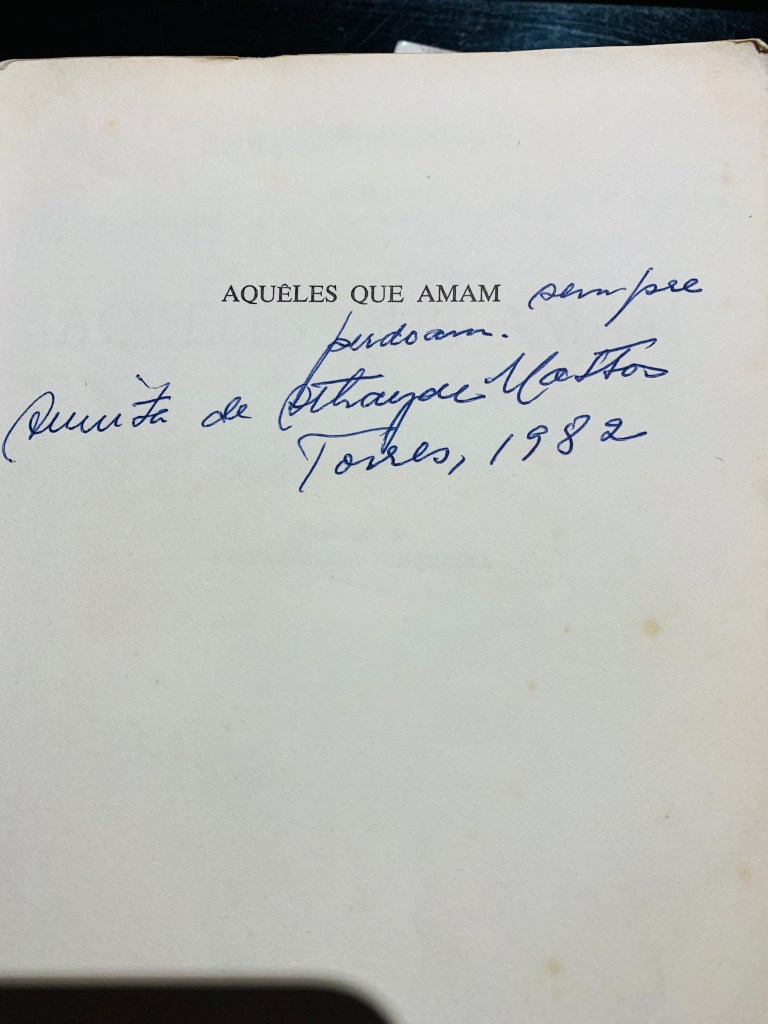 AQUÊLES QUE AMAM sempre
perdoam.
de Athayde Mattos
Torres, 1982